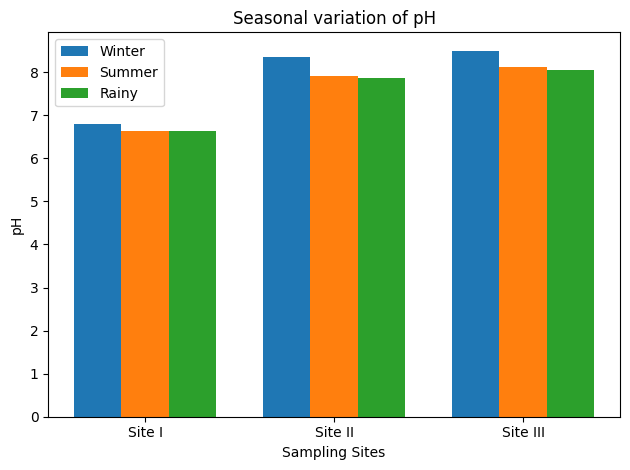 Seasonal variation of pH
Winter
Summer
Rainy
pH
8
7
6
5
4
3
2
1
0
Site I
Site II
Site III
Sampling Sites